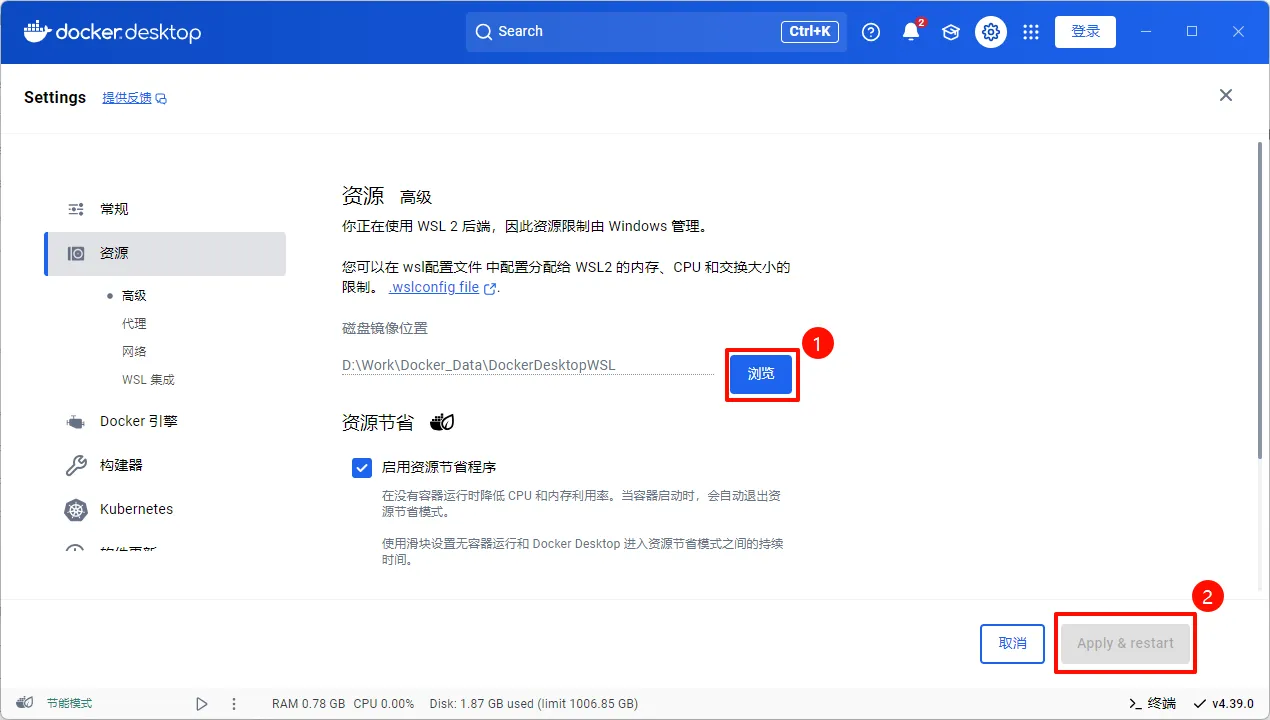 docker.desktop
Search
Ctrl+K
2
登录
Settings
提供反馈
常规
资源
高级
代理
网络
WSL 集成
Docker 引擎
构建器
Kubernetes
软件更新
资源 高级
你正在使用 WSL 2 后端，因此资源限制由 Windows 管理。
您可以在 wsl配置文件 中配置分配给 WSL2 的内存、CPU 和交换大小的
限制。 .wslconfig file.
磁盘镜像位置
D:\Work\Docker_Data\DockerDesktopWSL
浏览
1
资源节省
启用资源节省程序
在没有容器运行时降低 CPU 和内存利用率。当容器启动时，会自动退出资
源节省模式。
使用滑块设置无容器运行和 Docker Desktop 进入资源节省模式之间的持续
时间。
2
取消
Apply & restart
节能模式
RAM 0.78 GB CPU 0.00% Disk: 1.87 GB used (limit 1006.85 GB)
>_ 终端
v4.39.0